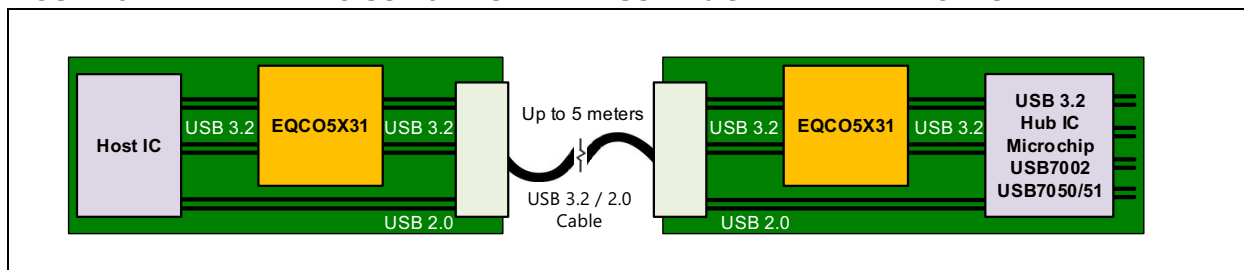 Host IC
USB 3.2
EQCO5X31
USB 3.2
USB 2.0
Up to 5 meters
USB 3.2 / 2.0
Cable
USB 3.2
EQCO5X31
USB 3.2
USB 2.0
USB 3.2
Hub IC
Microchip
USB7002
USB7050/51